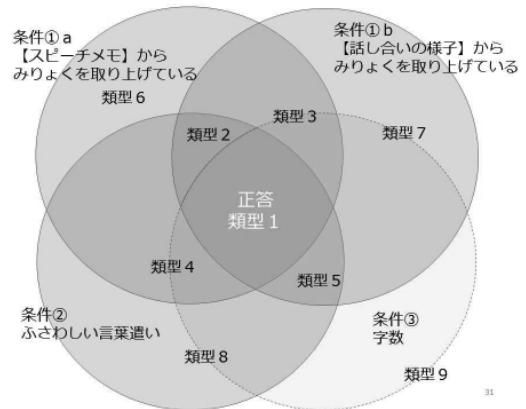 条件①a
【スピーチメモ】から
みりょくを取り上げている
条件①b
【話し合いの様子】から
みりょくを取り上げている
類型6
類型3
類型2
類型7
正答
類型1
類型4
類型5
条件②
ふさわしい言葉遣い
条件③
字数
類型8
類型9
31